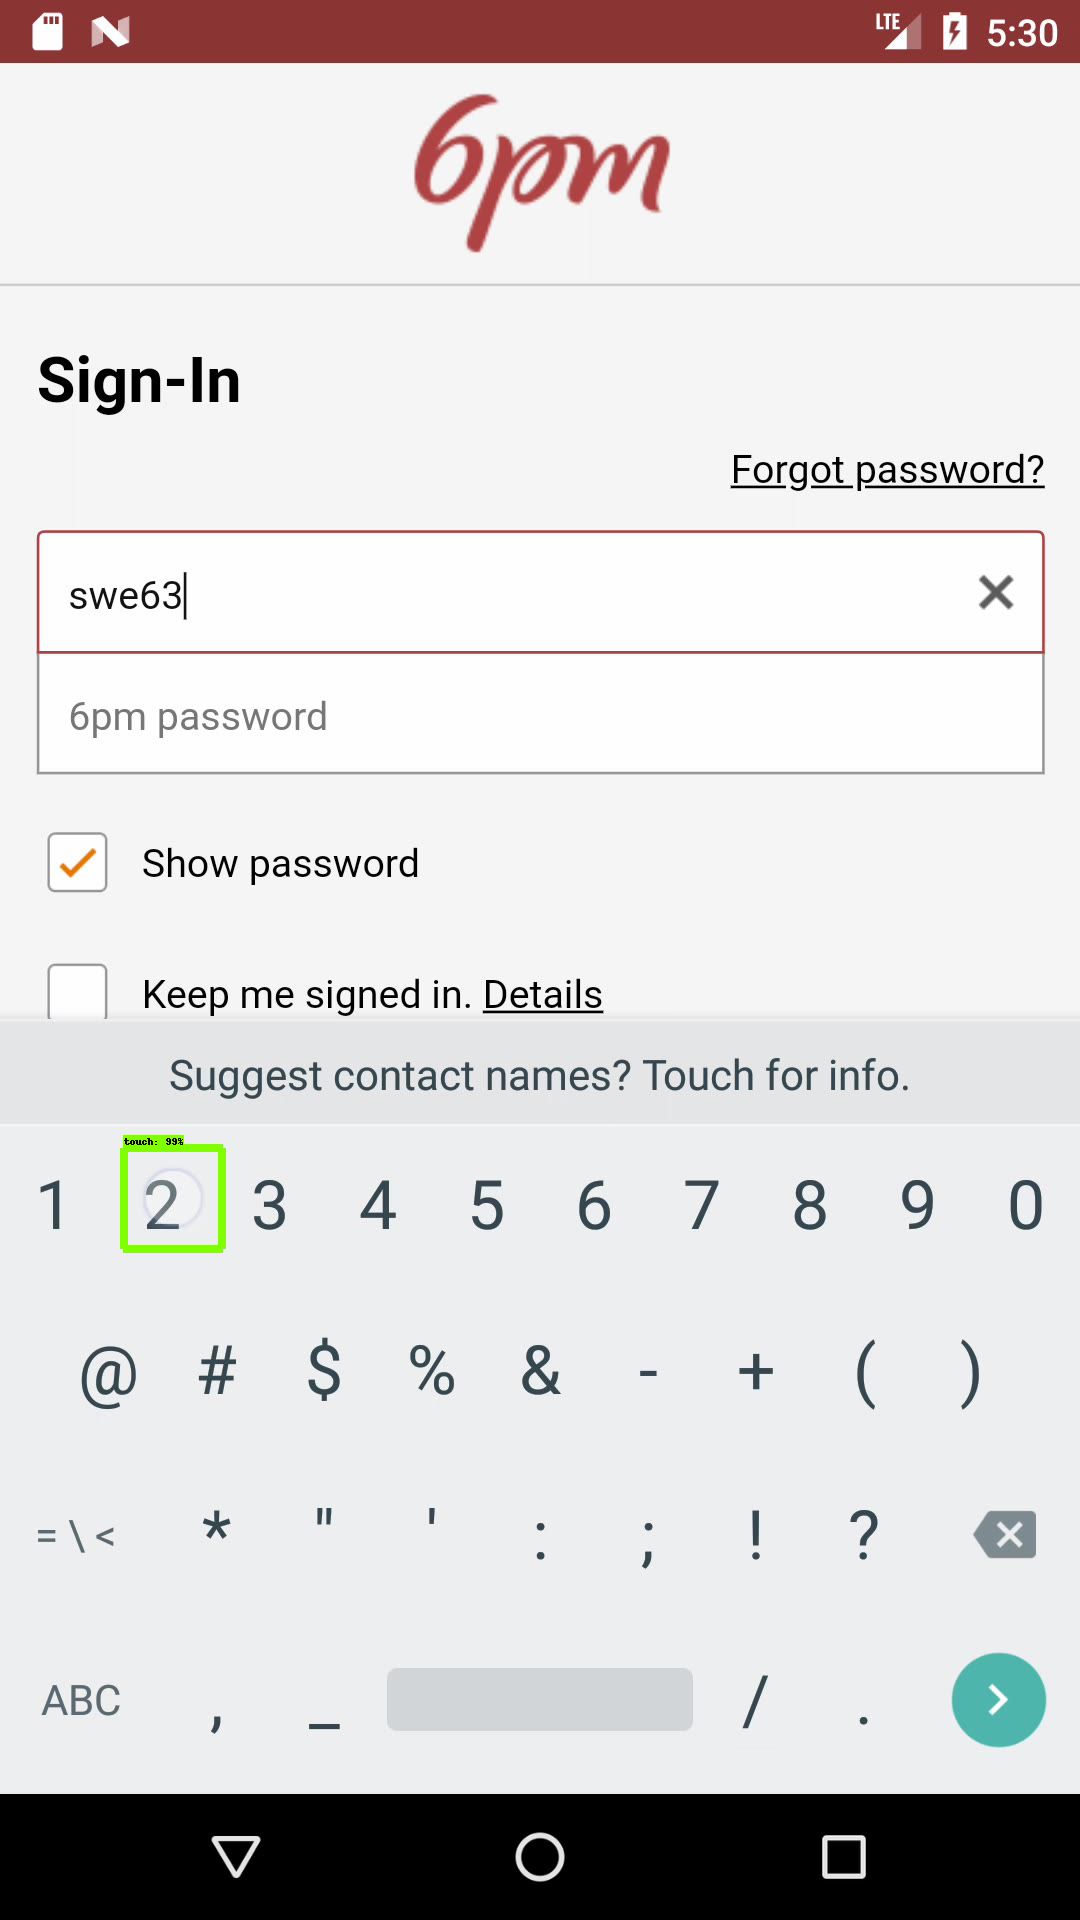 LTE 5:30
6pm
Sign-In
Forgot password?
swe63
6pm password
Show password
Keep me signed in. Details
Suggest contact names? Touch for info.
touch: 99%
1 2 3 4 5 6 7 8 9 0
@ # $ % & - + ( )
= \ < * " ' : ; ! ?
ABC , _ / .